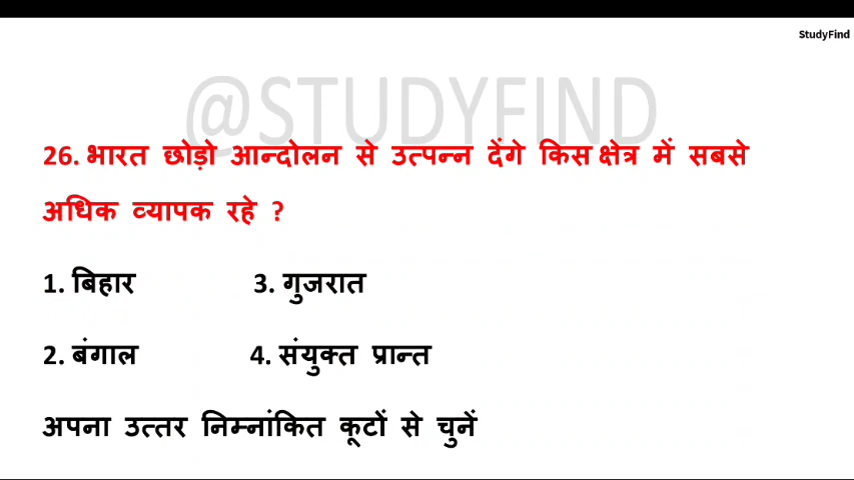 StudyFind
@STUDYFIND
26. भारत छोड़ो आन्दोलन से उत्पन्न देंगे किस क्षेत्र में सबसे
अधिक व्यापक रहे ?
1. बिहार 3. गुजरात
2. बंगाल 4. संयुक्त प्रान्त
अपना उत्तर निम्नांकित कूटों से चुनें